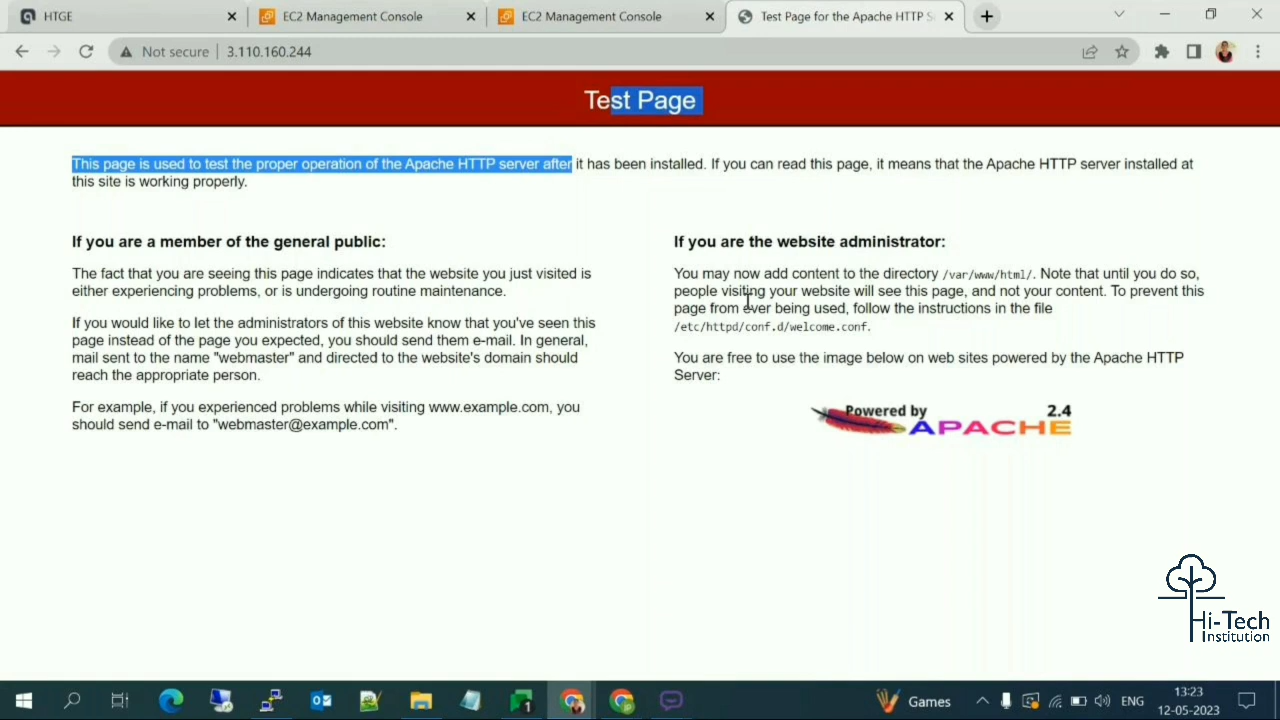 HTGE
EC2 Management Console
EC2 Management Console
Test Page for the Apache HTTP S
Not secure
3.110.160.244
Test Page
This page is used to test the proper operation of the Apache HTTP server after it has been installed. If you can read this page, it means that the Apache HTTP server installed at
this site is working properly.
If you are a member of the general public:
The fact that you are seeing this page indicates that the website you just visited is
either experiencing problems, or is undergoing routine maintenance.
If you would like to let the administrators of this website know that you've seen this
page instead of the page you expected, you should send them e-mail. In general,
mail sent to the name "webmaster" and directed to the website's domain should
reach the appropriate person.
For example, if you experienced problems while visiting www.example.com, you
should send e-mail to "webmaster@example.com".
If you are the website administrator:
You may now add content to the directory /var/www/html/. Note that until you do so,
people visiting your website will see this page, and not your content. To prevent this
page from ever being used, follow the instructions in the file
/etc/httpd/conf.d/welcome.conf.
You are free to use the image below on web sites powered by the Apache HTTP
Server:
Powered by 2.4
APACHE
Hi-Tech
Institution
1
Games
ENG
13:23
12-05-2023